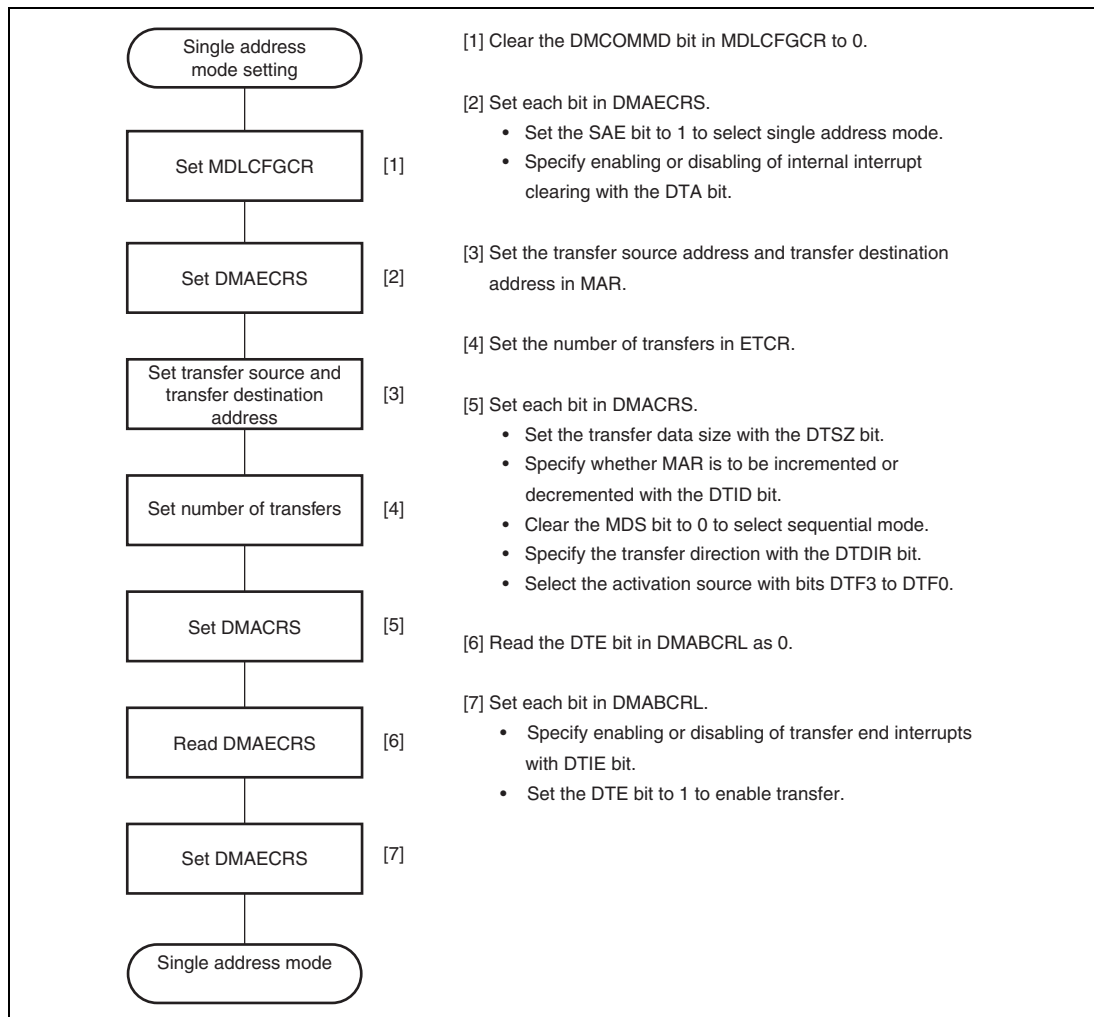 Single address
mode setting
Set MDLCFGCR
[1]
Set DMAECRS
[2]
Set transfer source and
transfer destination
address
[3]
Set number of transfers
[4]
Set DMACRS
[5]
Read DMAECRS
[6]
Set DMAECRS
[7]
Single address mode
[1] Clear the DMCOMMD bit in MDLCFGCR to 0.
[2] Set each bit in DMAECRS.
• Set the SAE bit to 1 to select single address mode.
• Specify enabling or disabling of internal interrupt
clearing with the DTA bit.
[3] Set the transfer source address and transfer destination
address in MAR.
[4] Set the number of transfers in ETCR.
[5] Set each bit in DMACRS.
• Set the transfer data size with the DTSZ bit.
• Specify whether MAR is to be incremented or
decremented with the DTID bit.
• Clear the MDS bit to 0 to select sequential mode.
• Specify the transfer direction with the DTDIR bit.
• Select the activation source with bits DTF3 to DTF0.
[6] Read the DTE bit in DMABCRL as 0.
[7] Set each bit in DMABCRL.
• Specify enabling or disabling of transfer end interrupts
with DTIE bit.
• Set the DTE bit to 1 to enable transfer.